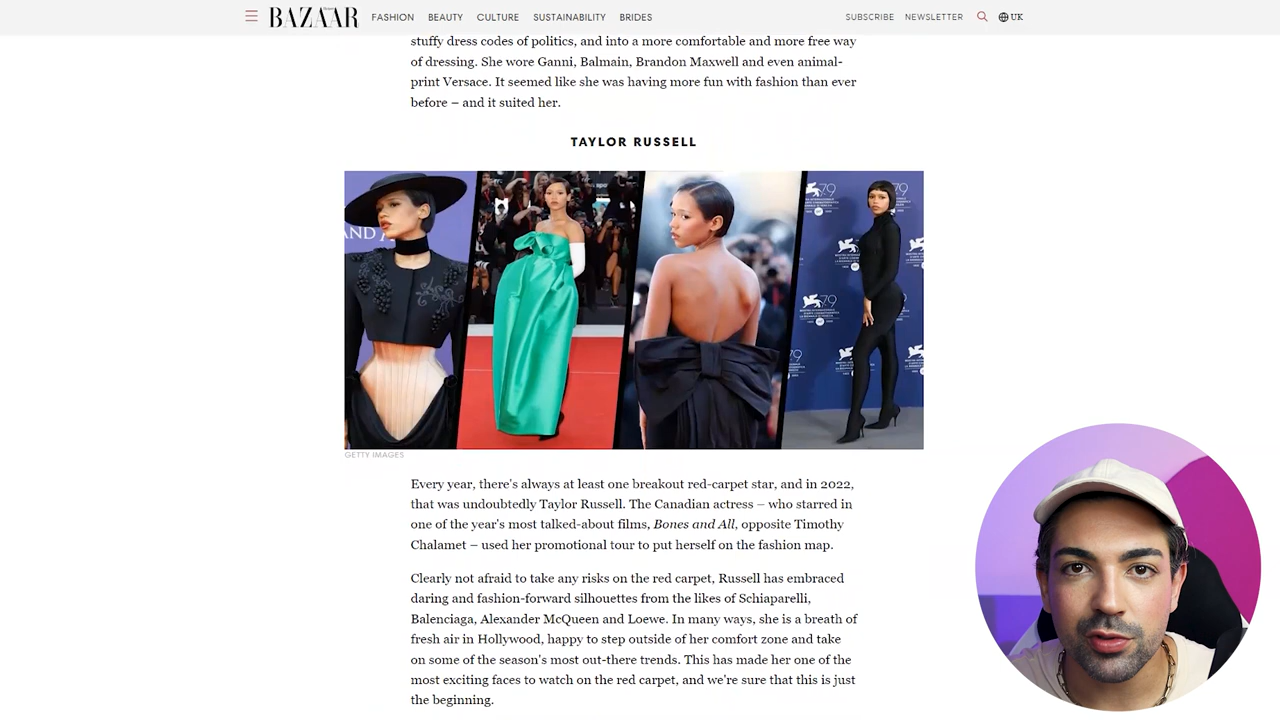 BAZAAR FASHION BEAUTY CULTURE SUSTAINABILITY BRIDES SUBSCRIBE NEWSLETTER UK
stuffy dress codes of politics, and into a more comfortable and more free way
of dressing. She wore Ganni, Balmain, Brandon Maxwell and even animal-
print Versace. It seemed like she was having more fun with fashion than ever
before – and it suited her.
TAYLOR RUSSELL
AND
79
79
79
79
GETTY IMAGES
Every year, there's always at least one breakout red-carpet star, and in 2022,
that was undoubtedly Taylor Russell. The Canadian actress – who starred in
one of the year's most talked-about films, Bones and All, opposite Timothy
Chalamet – used her promotional tour to put herself on the fashion map.
Clearly not afraid to take any risks on the red carpet, Russell has embraced
daring and fashion-forward silhouettes from the likes of Schiaparelli,
Balenciaga, Alexander McQueen and Loewe. In many ways, she is a breath of
fresh air in Hollywood, happy to step outside of her comfort zone and take
on some of the season's most out-there trends. This has made her one of the
most exciting faces to watch on the red carpet, and we're sure that this is just
the beginning.